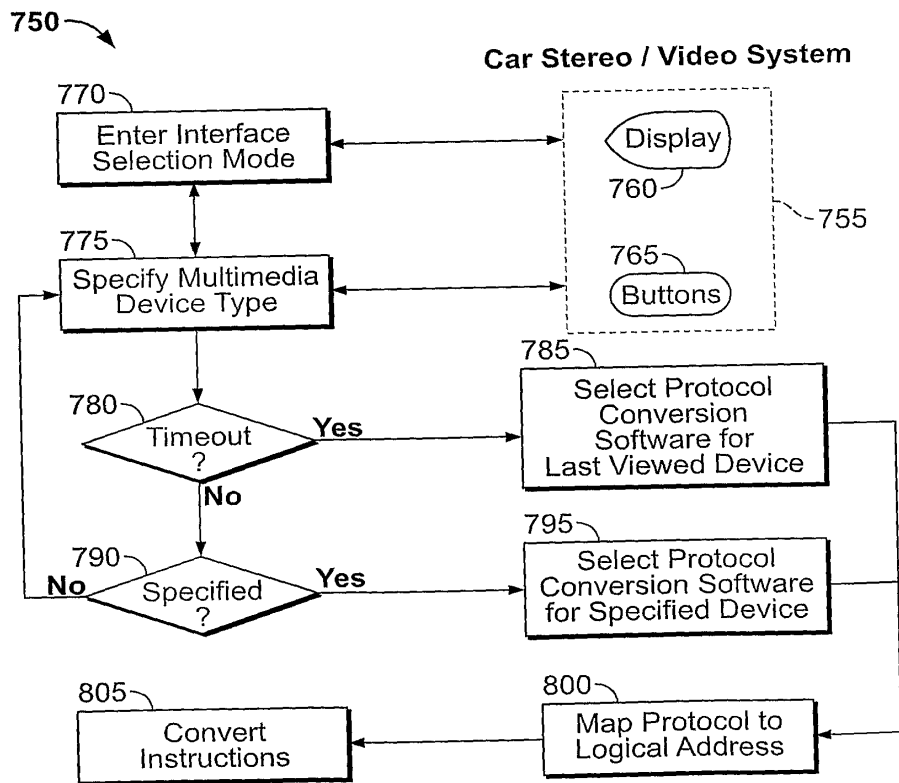 750
Car Stereo / Video System
770
Enter Interface
Selection Mode
Display
760
755
775
Specify Multimedia
Device Type
765
Buttons
780
Timeout
?
Yes
No
785
Select Protocol
Conversion
Software for
Last Viewed Device
790
Specified
?
No
Yes
795
Select Protocol
Conversion Software
for Specified Device
800
Map Protocol to
Logical Address
805
Convert
Instructions